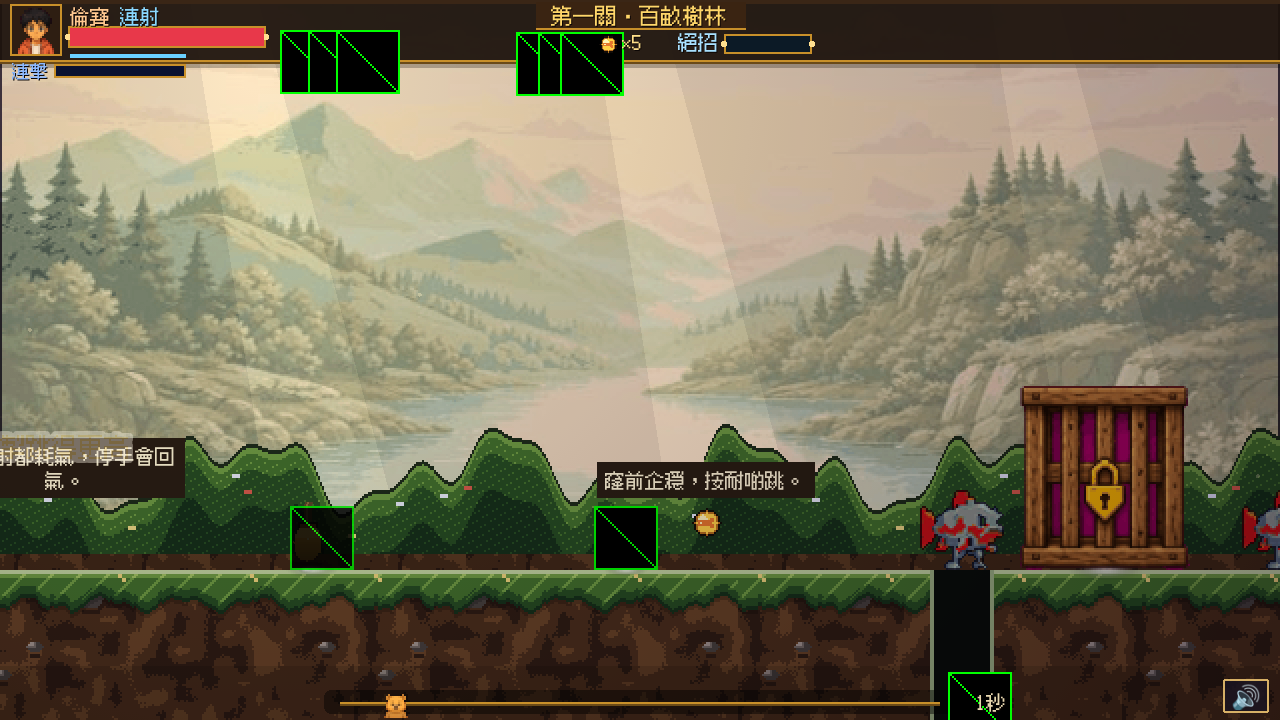 倫寶 連射
第一關·百畝樹林
×5
絕招
連擊
射都耗氣，停手會回
氣。
窿前企穩，按耐啲跳。
1秒